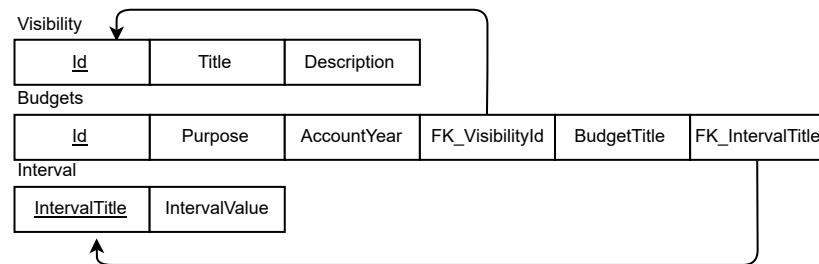 Visibility
Id Title Description
Budgets
Id Purpose AccountYear FK_VisibilityId BudgetTitle FK_IntervalTitle
Interval
IntervalTitle IntervalValue